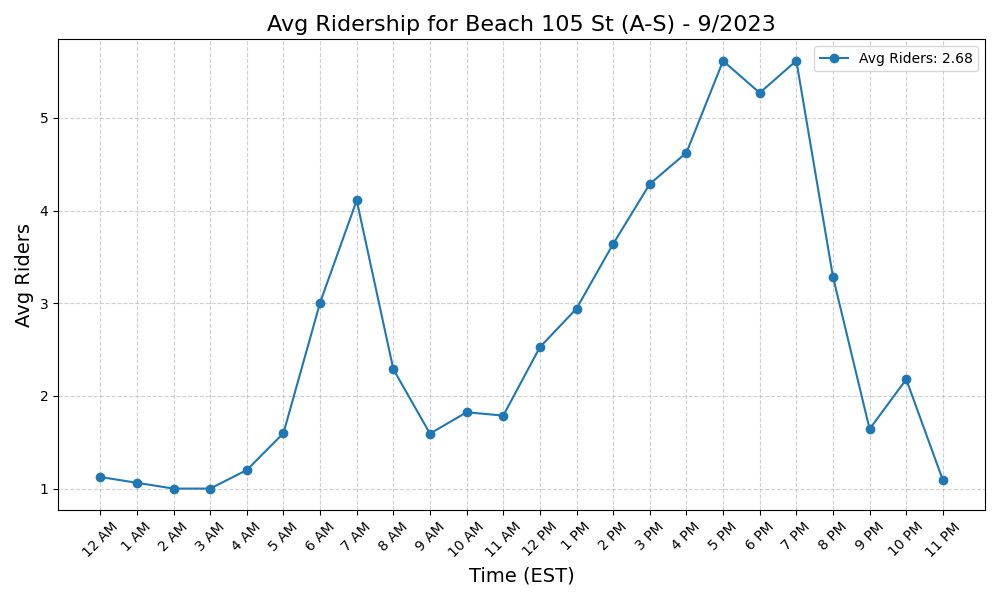 Avg Ridership for Beach 105 St (A-S) - 9/2023
Avg Riders: 2.68
Avg Riders
5
4
3
2
1
12 AM
1 AM
2 AM
3 AM
4 AM
5 AM
6 AM
7 AM
8 AM
9 AM
10 AM
11 AM
12 PM
1 PM
2 PM
3 PM
4 PM
5 PM
6 PM
7 PM
8 PM
9 PM
10 PM
11 PM
Time (EST)